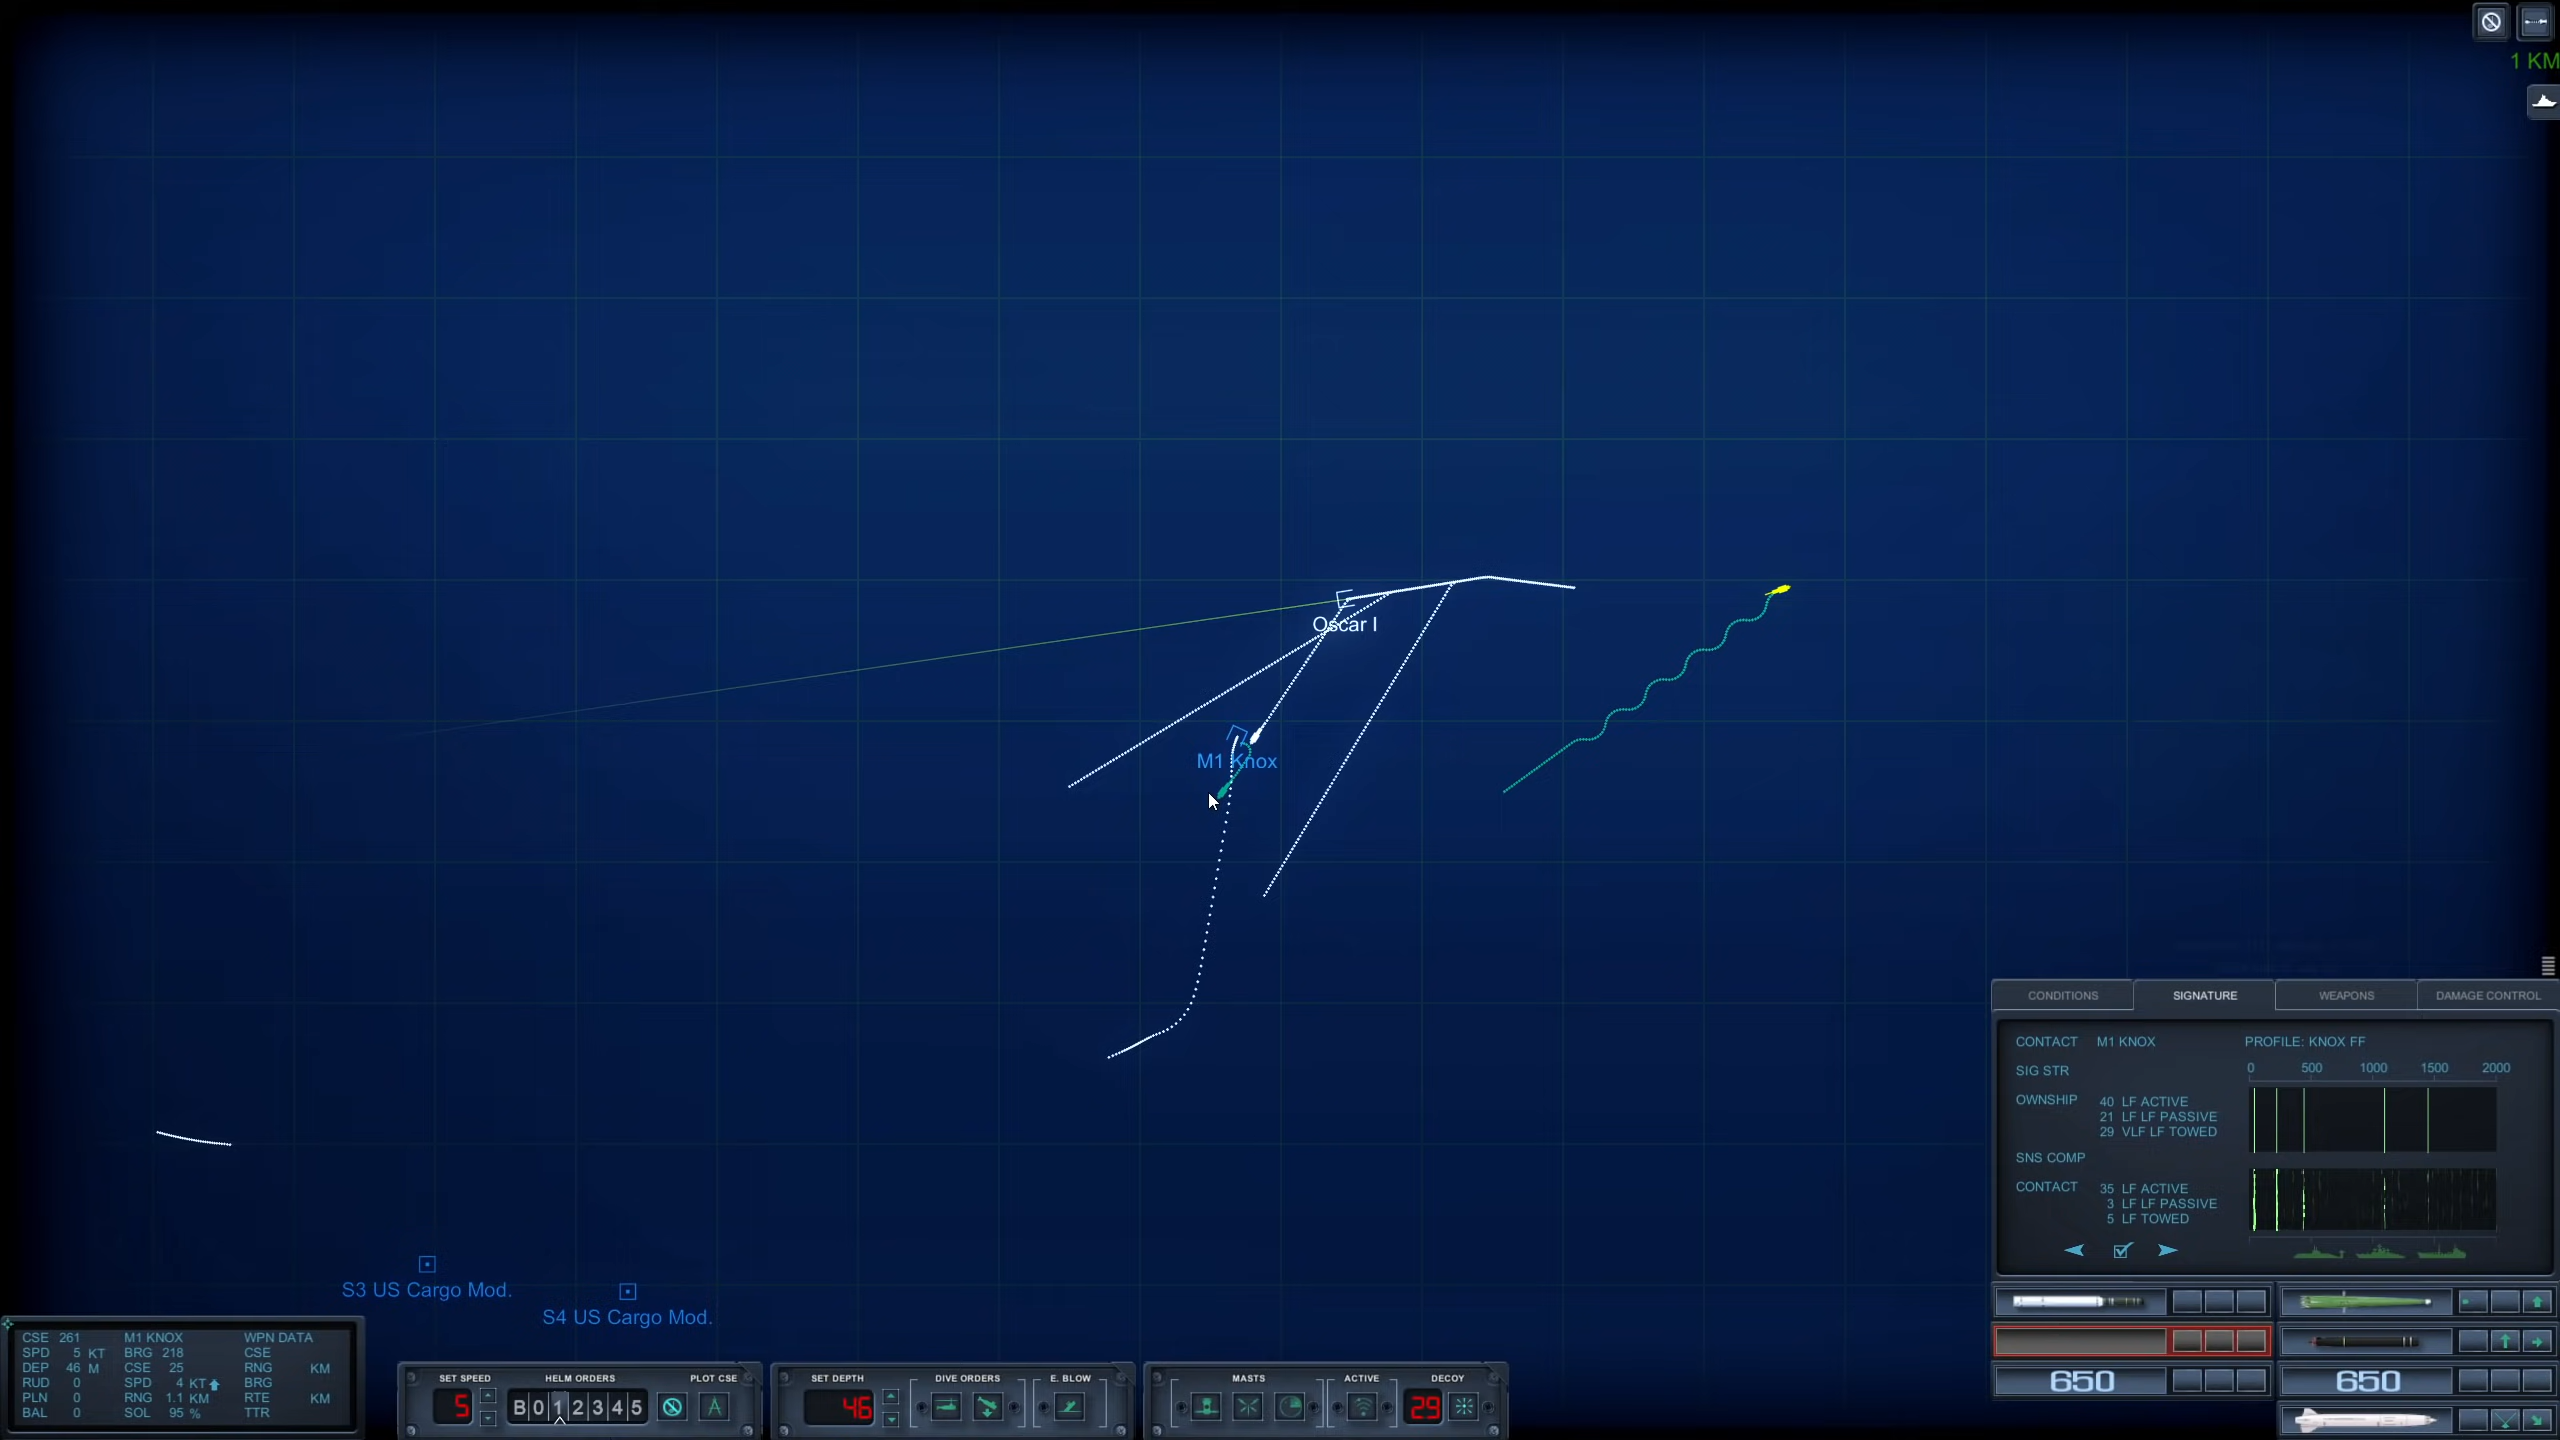 1 KM
Oscar I
M1 Knox
S3 US Cargo Mod.
S4 US Cargo Mod.
CONDITIONS
SIGNATURE
WEAPONS
DAMAGE CONTROL
CONTACT M1 KNOX
PROFILE: KNOX FF
SIG STR
0 500 1000 1500 2000
OWNSHIP 40 LF ACTIVE
21 LF LF PASSIVE
29 VLF LF TOWED
SNS COMP
CONTACT 35 LF ACTIVE
3 LF LF PASSIVE
5 LF TOWED
650
650
CSE 261 M1 KNOX WPN DATA
SPD 5 KT BRG 218 CSE
DEP 46 M CSE 25 RNG KM
RUD 0 SPD 4 KT BRG
PLN 0 RNG 1.1 KM RTE KM
BAL 0 SOL 95 % TTR
SET SPEED HELM ORDERS PLOT CSE
5 B 0 1 2 3 4 5
SET DEPTH DIVE ORDERS E. BLOW
46
MASTS ACTIVE DECOY
29